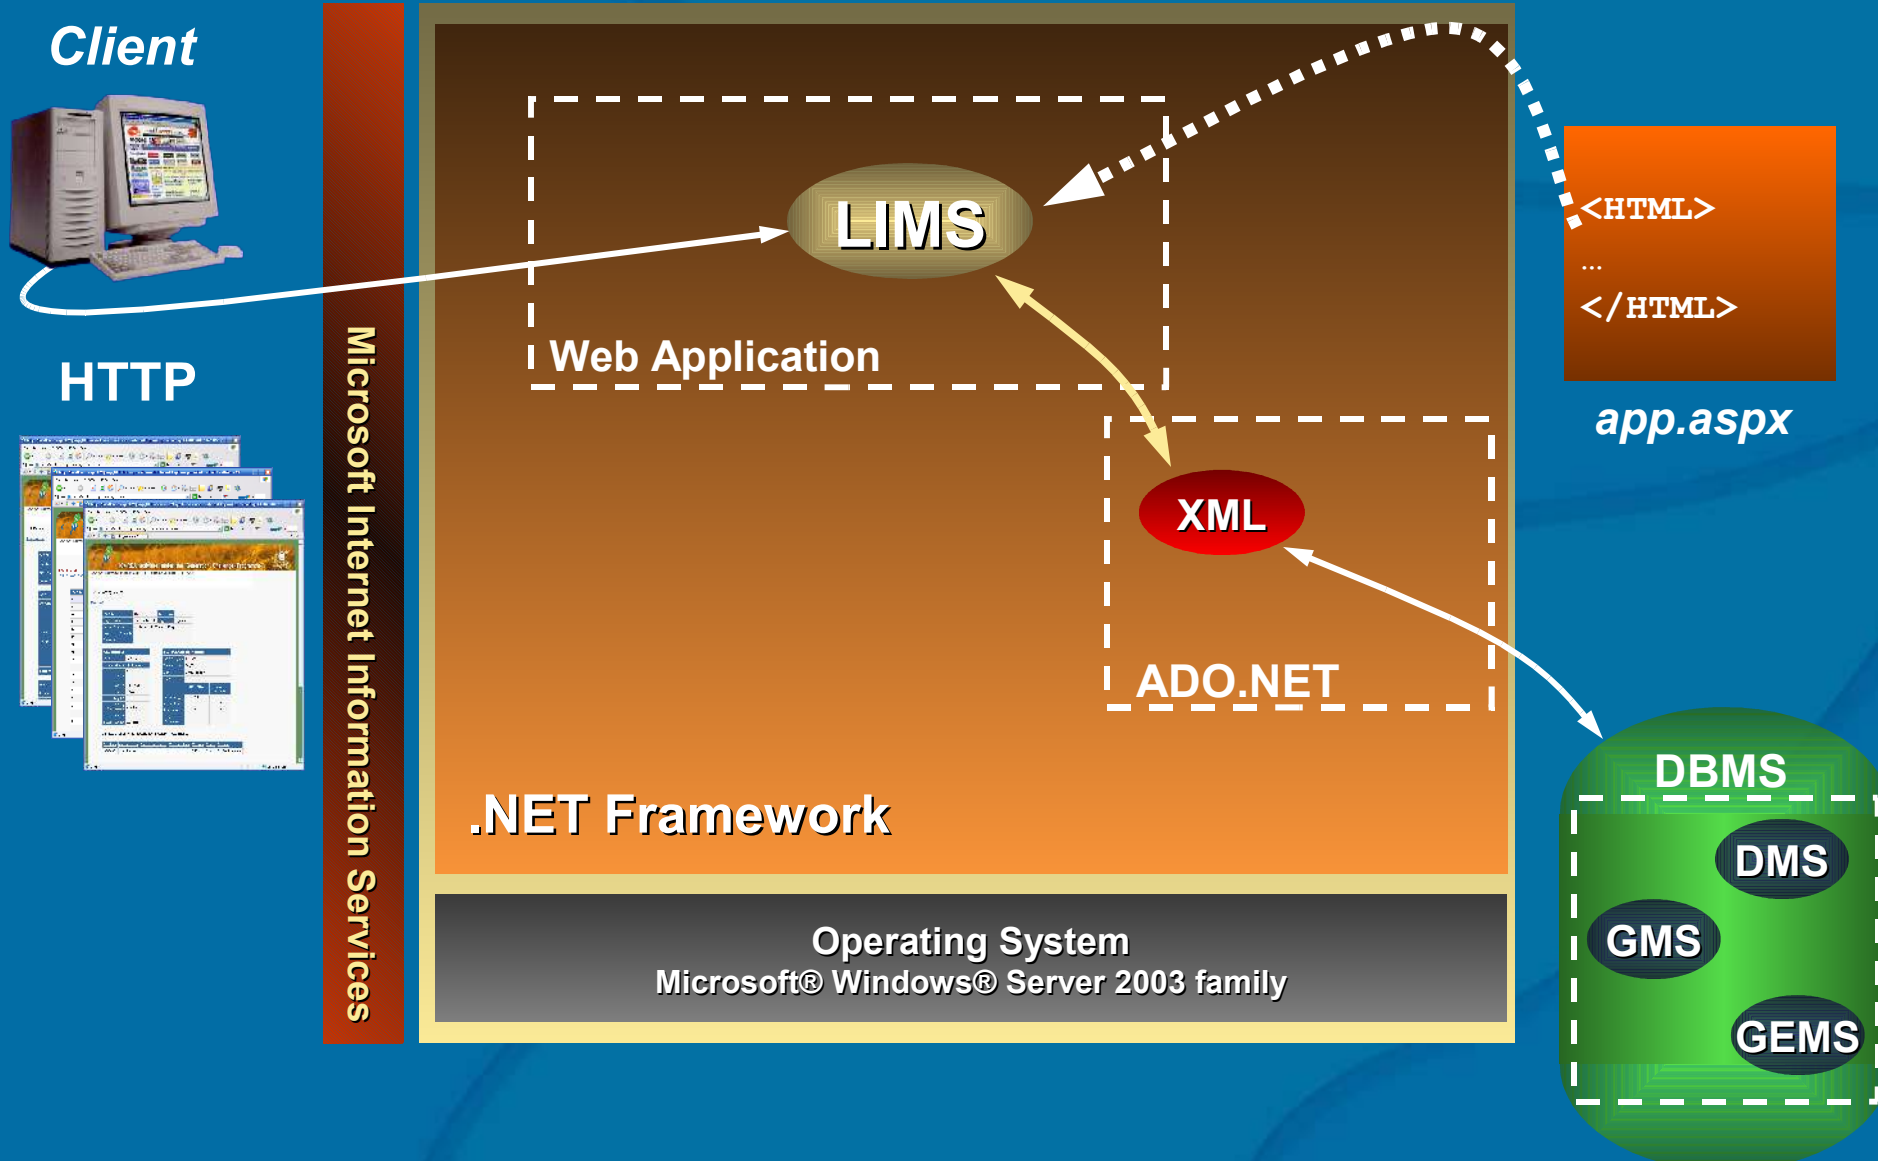 Client
HTTP
Microsoft Internet Information Services
LIMS
Web Application
XML
ADO.NET
.NET Framework
Operating System
Microsoft® Windows® Server 2003 family
<HTML>
...
</HTML>
app.aspx
DBMS
DMS
GMS
GEMS